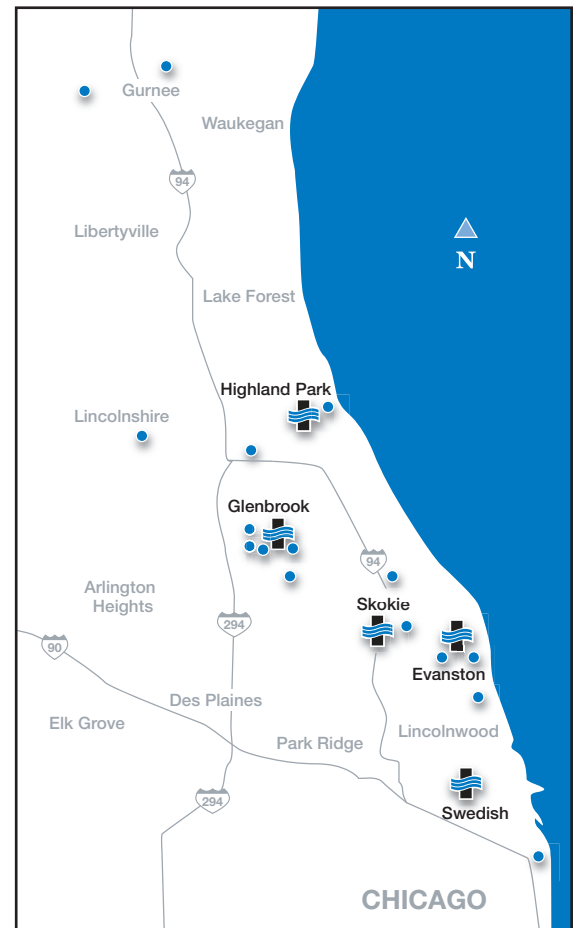 Gurnee
Waukegan
94
Libertyville
N
Lake Forest
Highland Park
Lincolnshire
Glenbrook
94
Arlington
Heights
Skokie
294
90
Evanston
Des Plaines
Elk Grove
Lincolnwood
Park Ridge
294
Swedish
CHICAGO